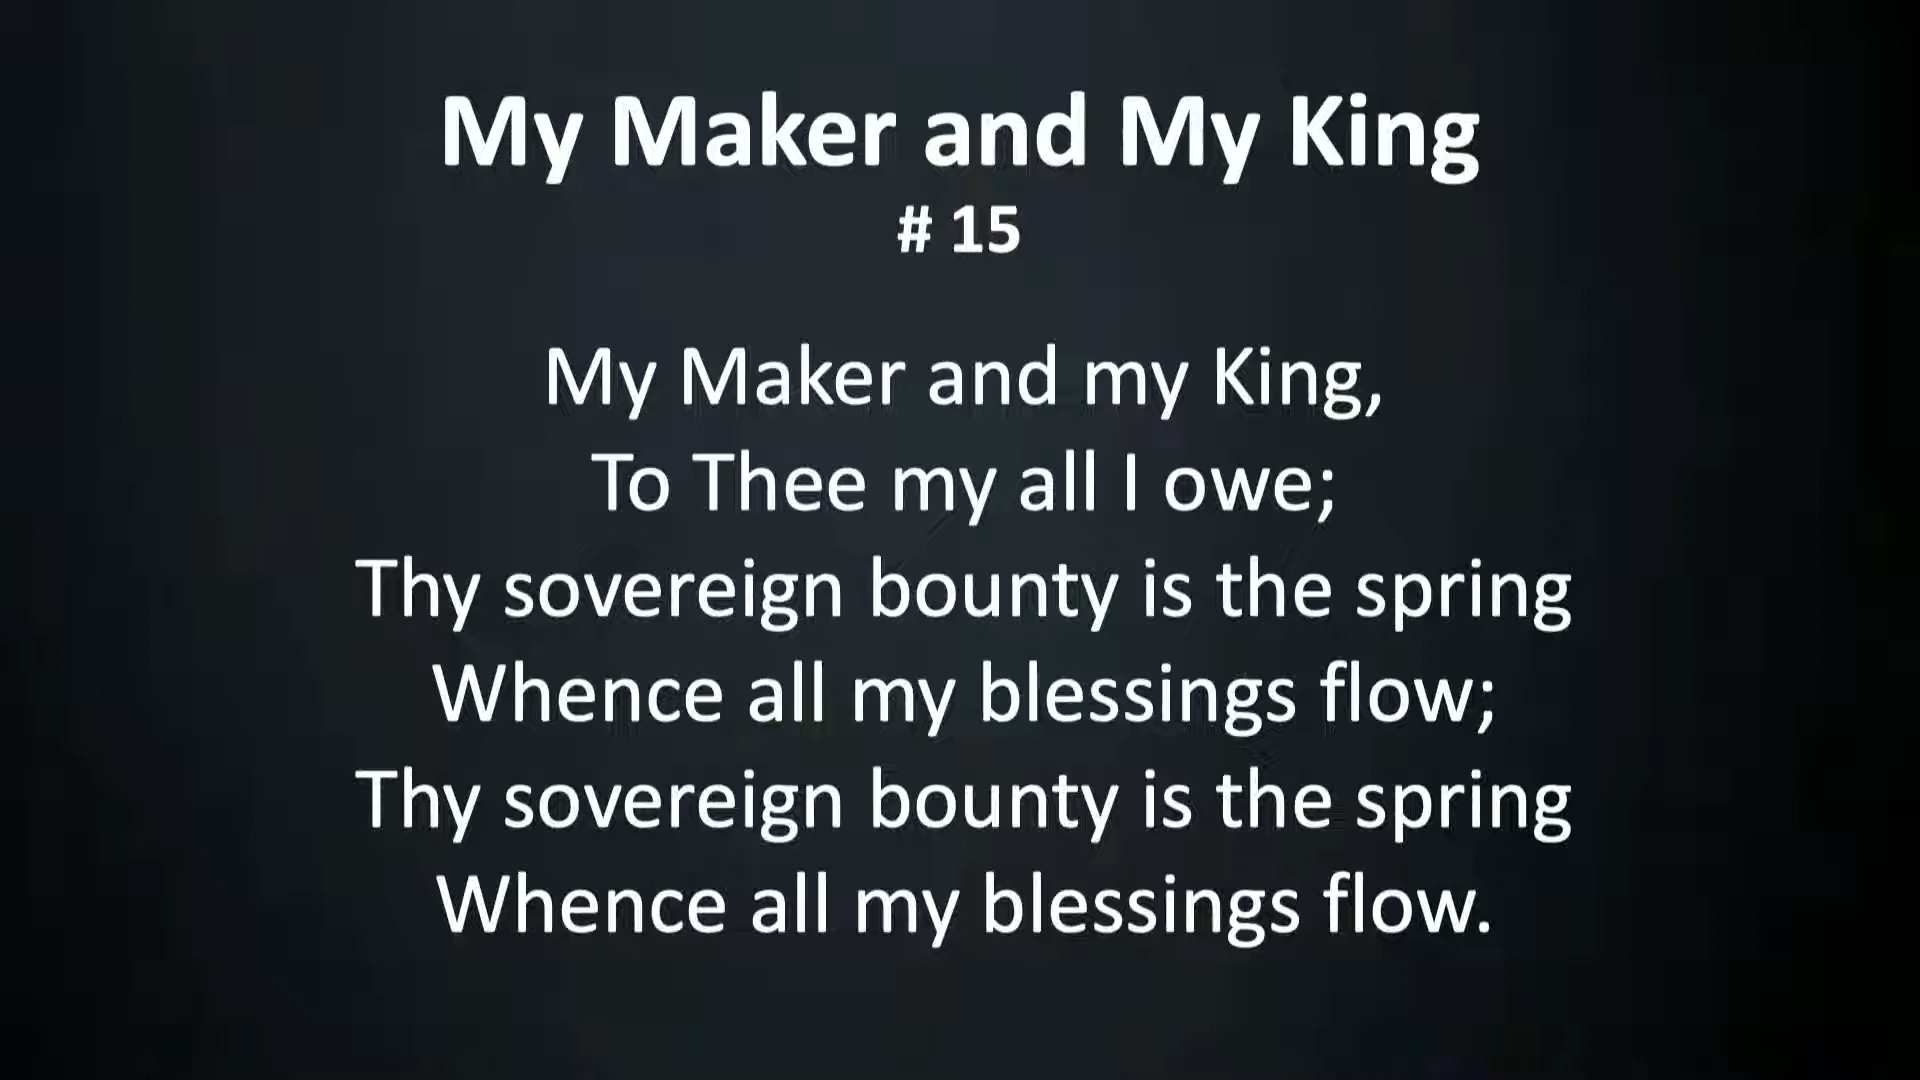 My Maker and My King
# 15
My Maker and my King,
To Thee my all I owe;
Thy sovereign bounty is the spring
Whence all my blessings flow;
Thy sovereign bounty is the spring
Whence all my blessings flow.